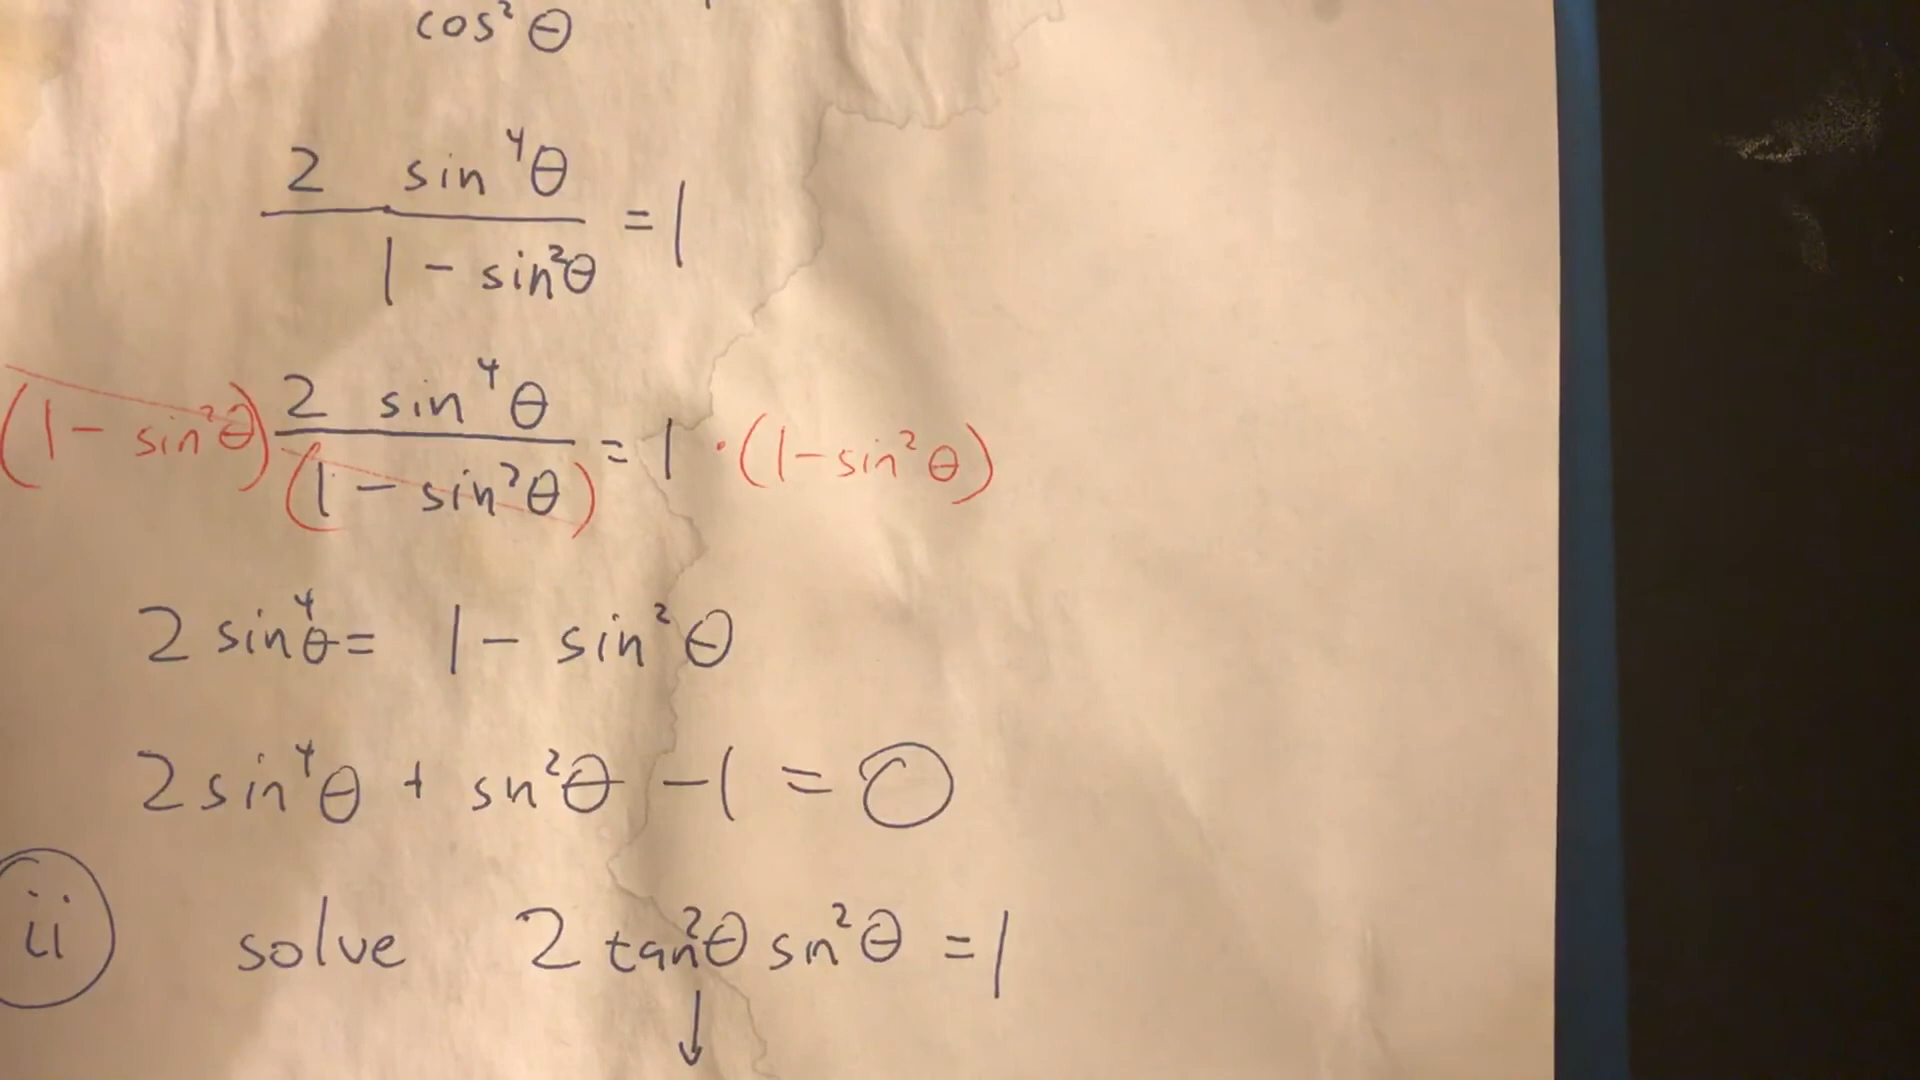 cos²θ
2 sin⁴θ / 1 - sin²θ = 1
(1 - sin²θ) 2 sin⁴θ / (1 - sin²θ) = 1 · (1 - sin²θ)
2 sin⁴θ = 1 - sin²θ
2 sin⁴θ + sn²θ - 1 = 0
ii solve 2 tan²θ sn²θ = 1
↓